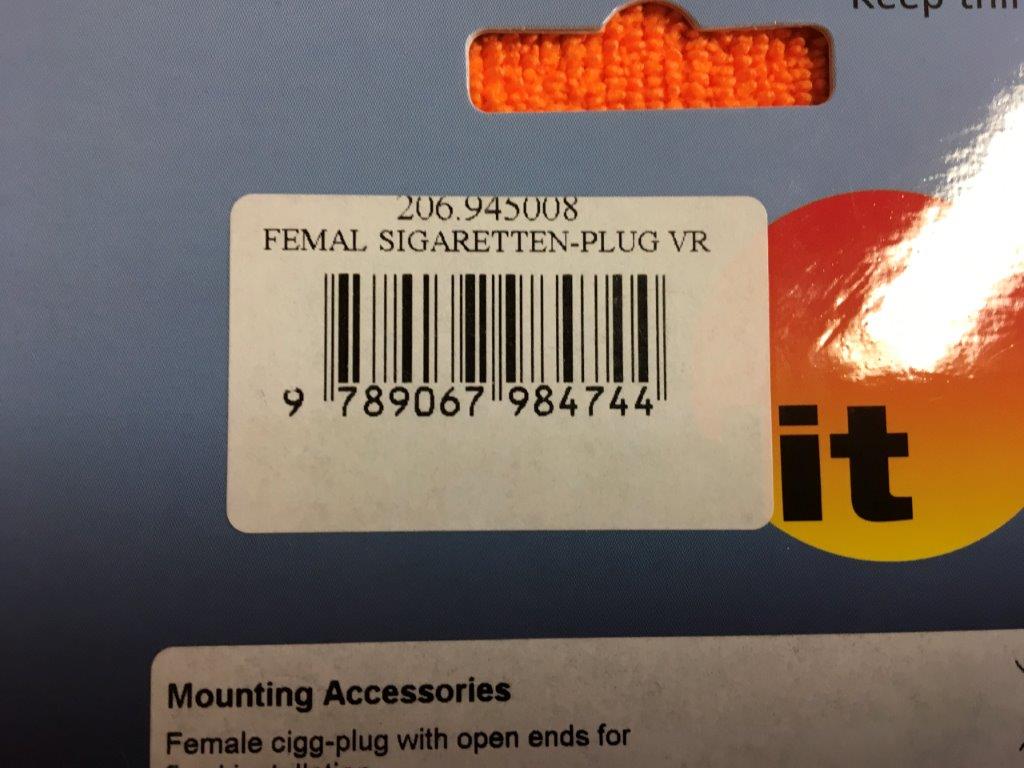 Keep
206.945008
FEMAL SIGARETTEN-PLUG VR
9 789067 984744
it
Mounting Accessories
Female cigg-plug with open ends for